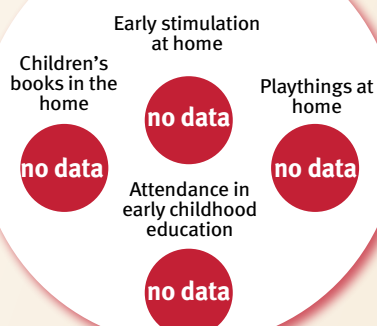 Early stimulation
at home
no data
Children's
books in the
home
no data
Playthings at
home
no data
Attendance in
early childhood
education
no data